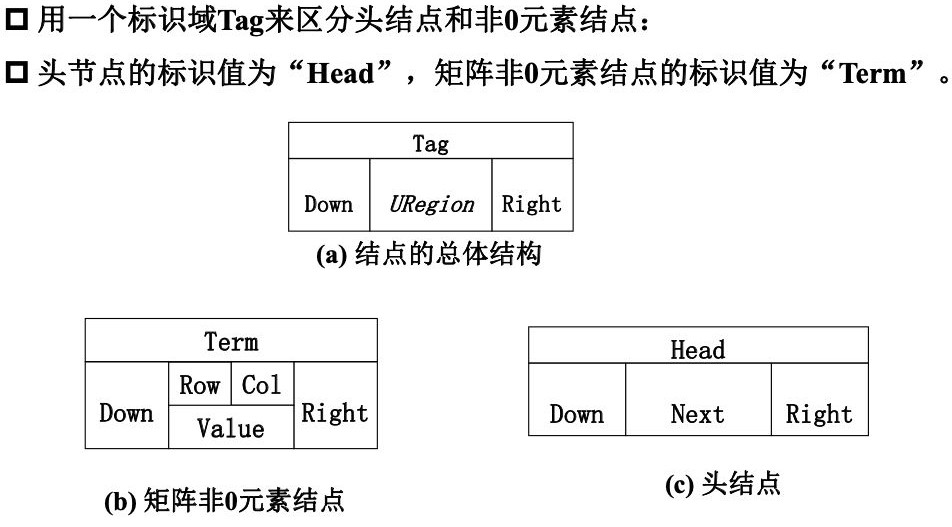 用一个标识域Tag来区分头结点和非0元素结点：
头节点的标识值为“Head”，矩阵非0元素结点的标识值为“Term”。
Tag
Down URegion Right
(a) 结点的总体结构
Term
Down Row Col Right
Value
(b) 矩阵非0元素结点
Head
Down Next Right
(c) 头结点